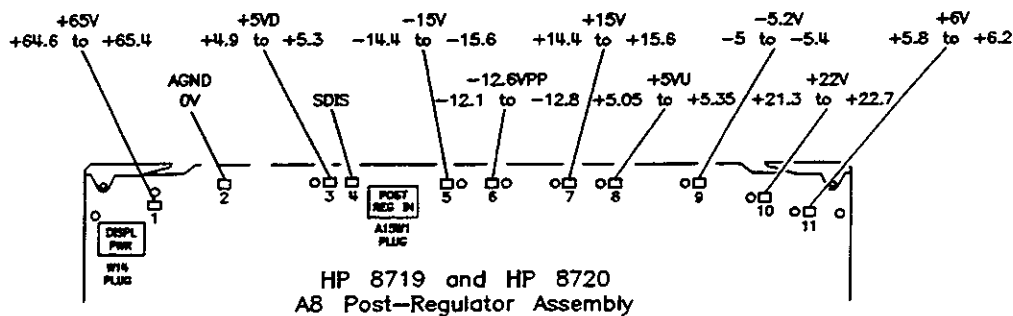 +65V +5VD −15V +15V −5.2V +6V
+64.6 to +65.4 +4.9 to +5.3 −14.4 to −15.6 +14.4 to +15.6 −5 to −5.4 +5.8 to +6.2
AGND SDIS −12.6VPP +5VU +22V
0V −12.1 to −12.8 +5.05 to +5.35 +21.3 to +22.7
1 2 3 4 5 6 7 8 9 10 11
POST
REG IN
A15W1
PLUG
DISPL
PWR
W14
PLUG
HP 8719 and HP 8720
A8 Post−Regulator Assembly